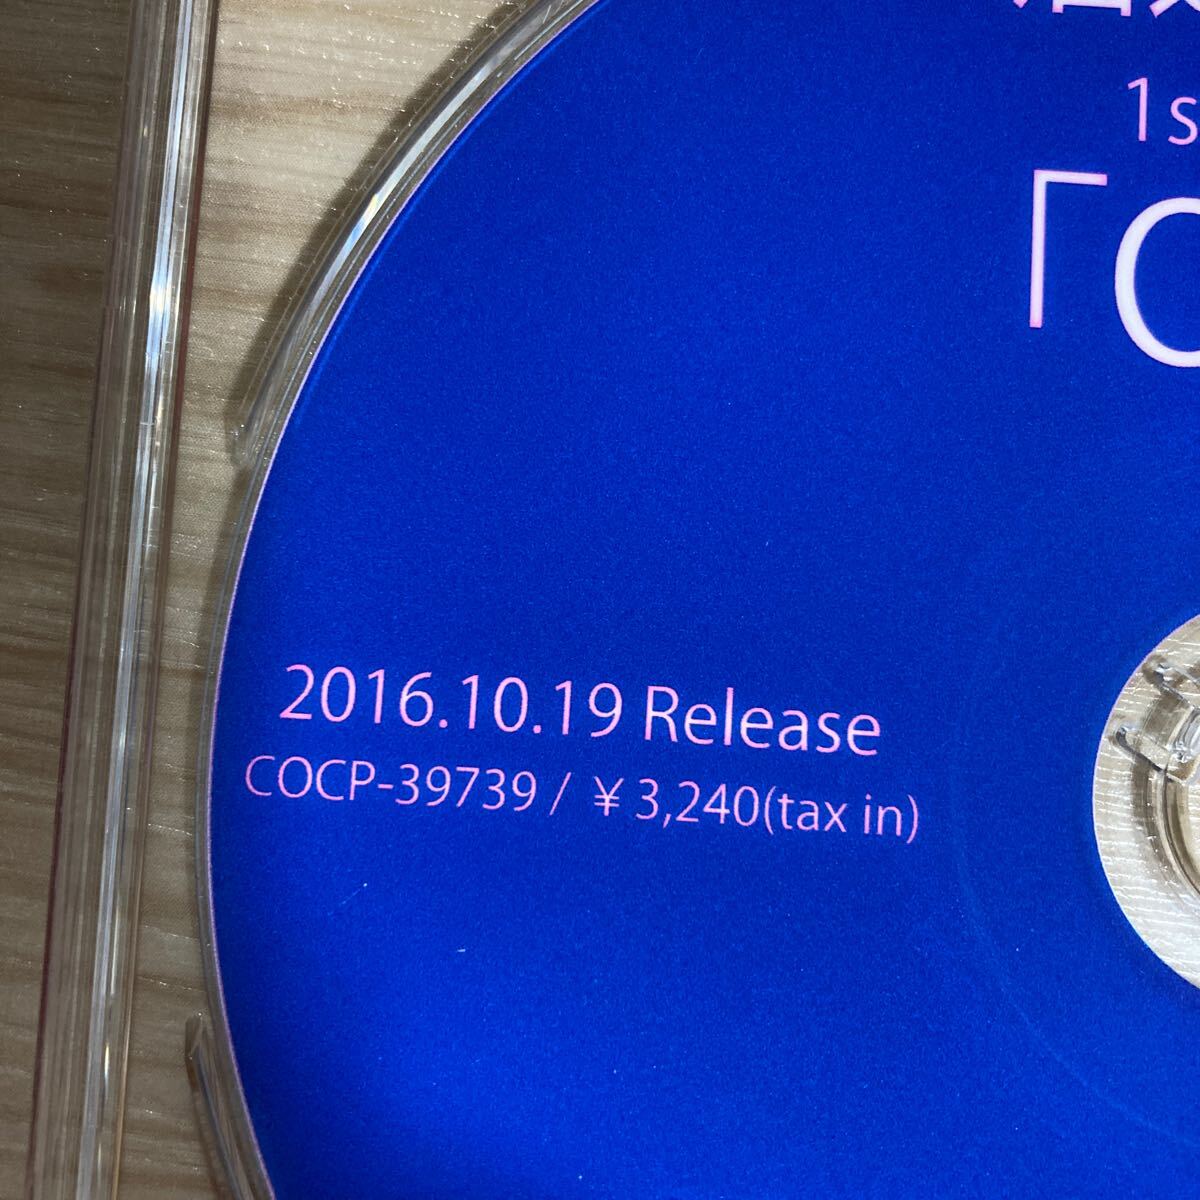 1s
「C
2016.10.19 Release
COCP-39739 / ¥3,240(tax in)